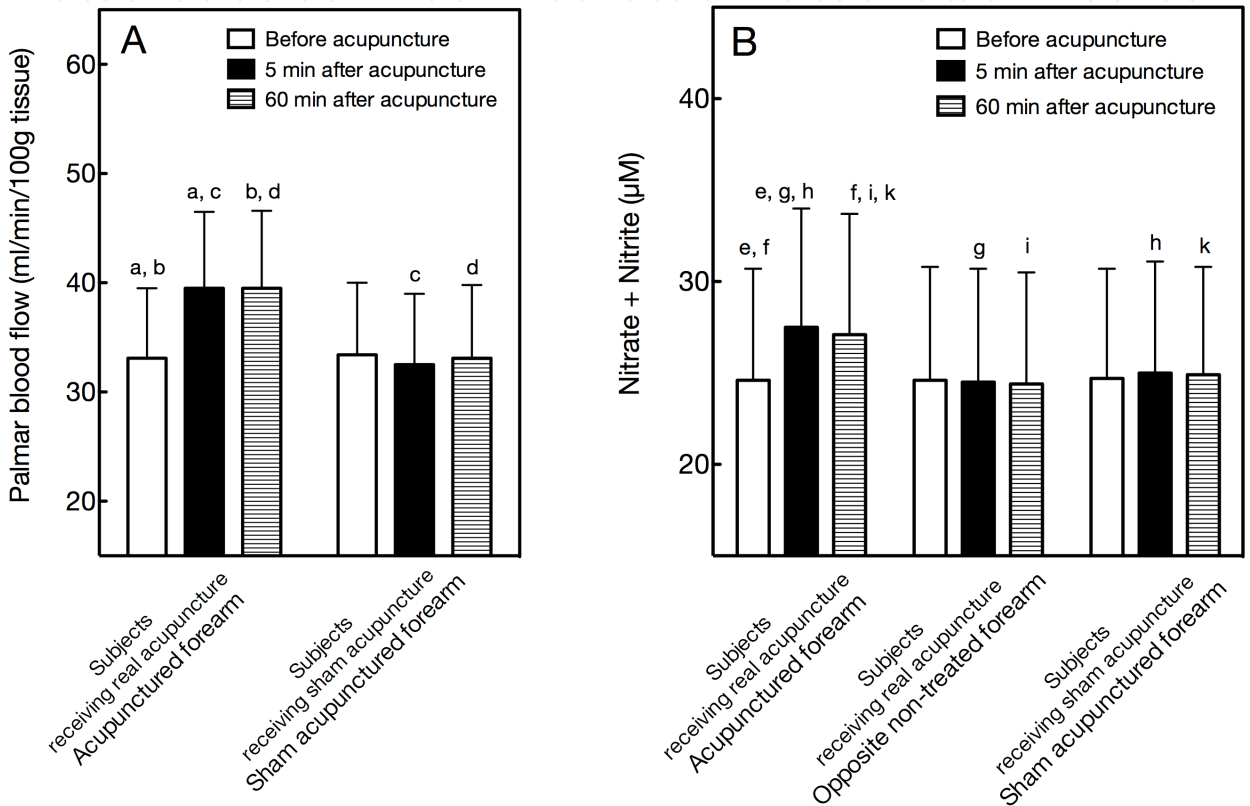 A
Before acupuncture
5 min after acupuncture
60 min after acupuncture
Palmar blood flow (ml/min/100g tissue)
60
50
40
30
20
a, b
a, c
b, d
c
d
Subjects
receiving real acupuncture
Acupunctured forearm
Subjects
receiving sham acupuncture
Sham acupunctured forearm
B
Before acupuncture
5 min after acupuncture
60 min after acupuncture
Nitrate + Nitrite (µM)
40
30
20
e, f
e, g, h
f, i, k
g
i
h
k
Subjects
receiving real acupuncture
Acupunctured forearm
Subjects
receiving real acupuncture
Opposite non-treated forearm
Subjects
receiving sham acupuncture
Sham acupunctured forearm